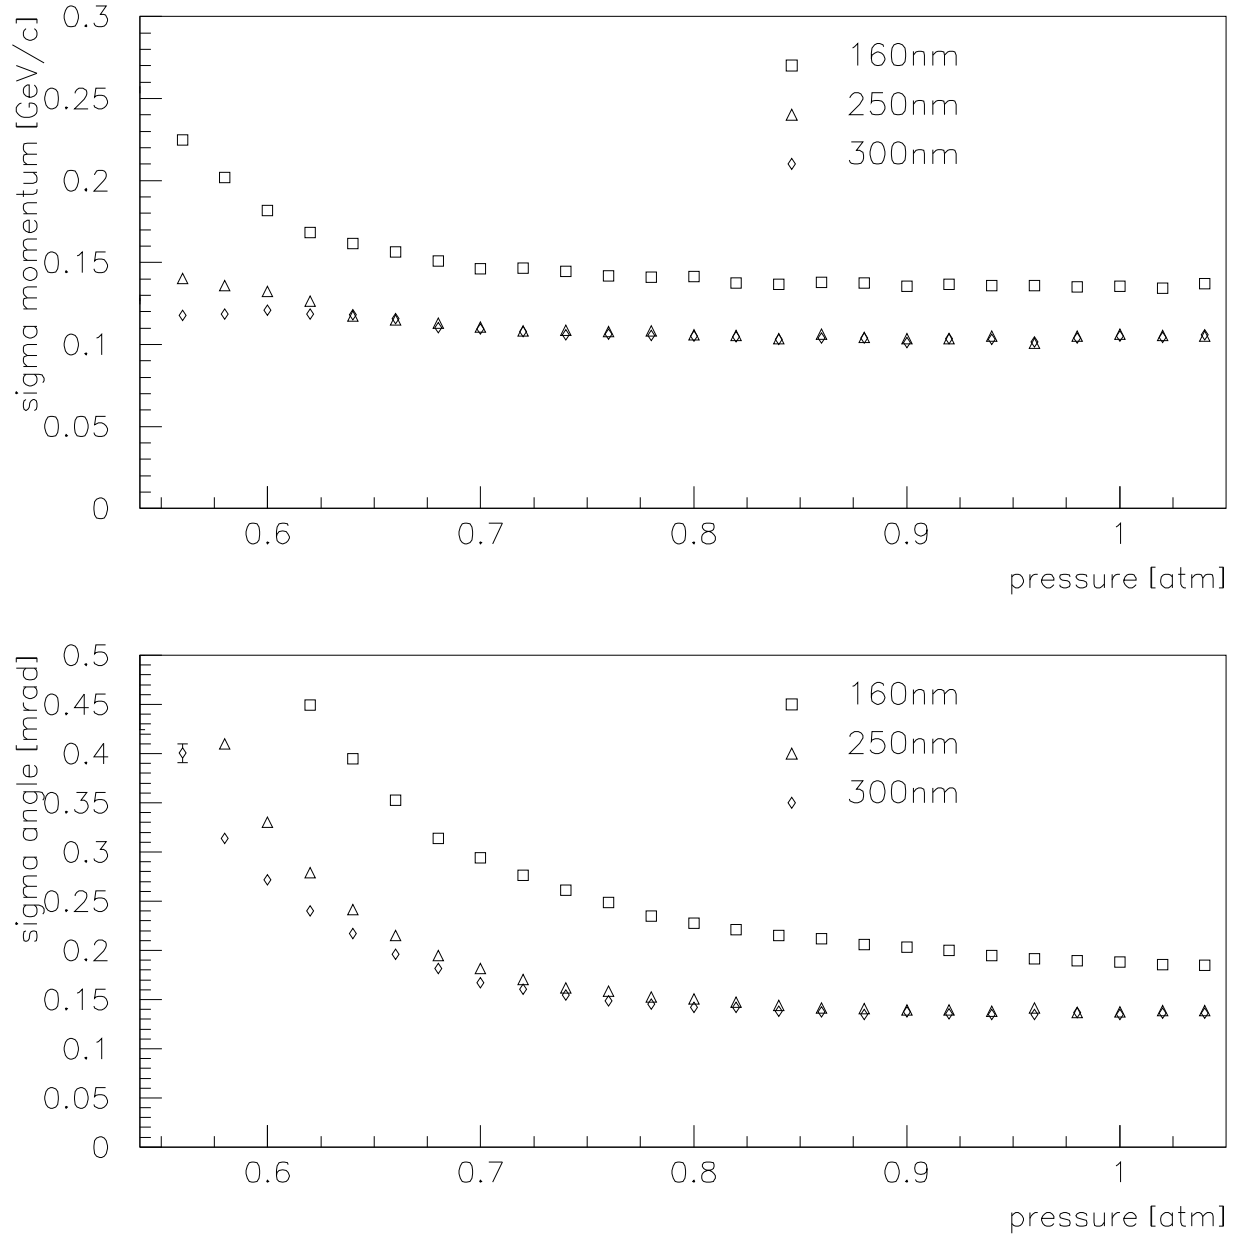 sigma momentum [GeV/c]
0.3
0.25
0.2
0.15
0.1
0.05
0
160nm
250nm
300nm
0.6 0.7 0.8 0.9 1
pressure [atm]
sigma angle [mrad]
0.5
0.45
0.4
0.35
0.3
0.25
0.2
0.15
0.1
0.05
0
160nm
250nm
300nm
0.6 0.7 0.8 0.9 1
pressure [atm]